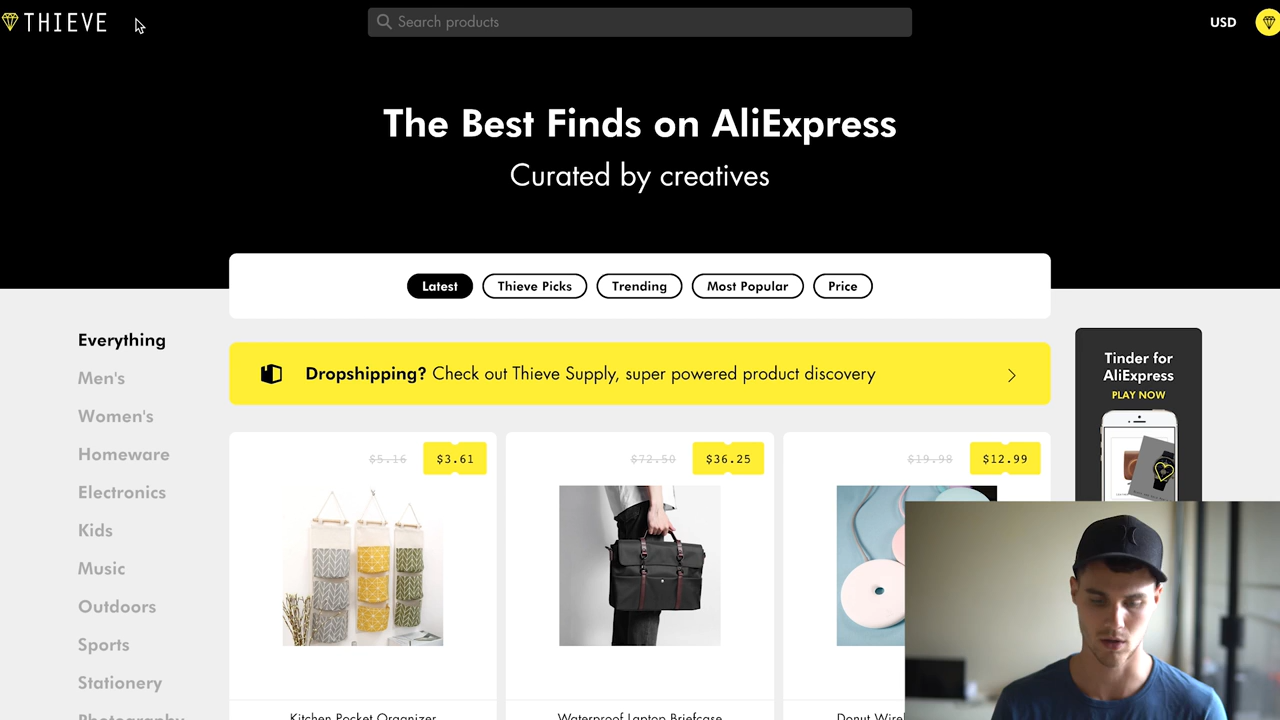 THIEVE
Search products
USD
The Best Finds on AliExpress
Curated by creatives
Latest
Thieve Picks
Trending
Most Popular
Price
Everything
Men's
Women's
Homeware
Electronics
Kids
Music
Outdoors
Sports
Stationery
Photography
Dropshipping? Check out Thieve Supply, super powered product discovery
Tinder for
AliExpress
PLAY NOW
$5.16 $3.61
$72.50 $36.25
$19.98 $12.99
Kitchen Pocket Organizer
Waterproof Laptop Briefcase
Donut